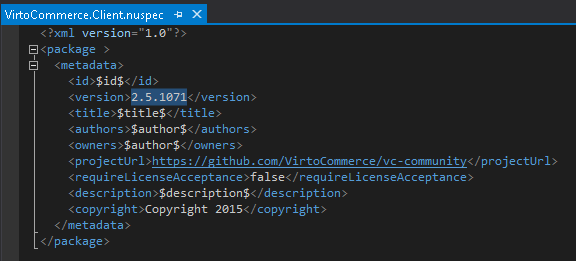 VirtoCommerce.Client.nuspec
<?xml version="1.0"?>
<package >
<metadata>
<id>$id$</id>
<version>2.5.1071</version>
<title>$title$</title>
<authors>$author$</authors>
<owners>$author$</owners>
<projectUrl>https://github.com/VirtoCommerce/vc-community</projectUrl>
<requireLicenseAcceptance>false</requireLicenseAcceptance>
<description>$description$</description>
<copyright>Copyright 2015</copyright>
</metadata>
</package>